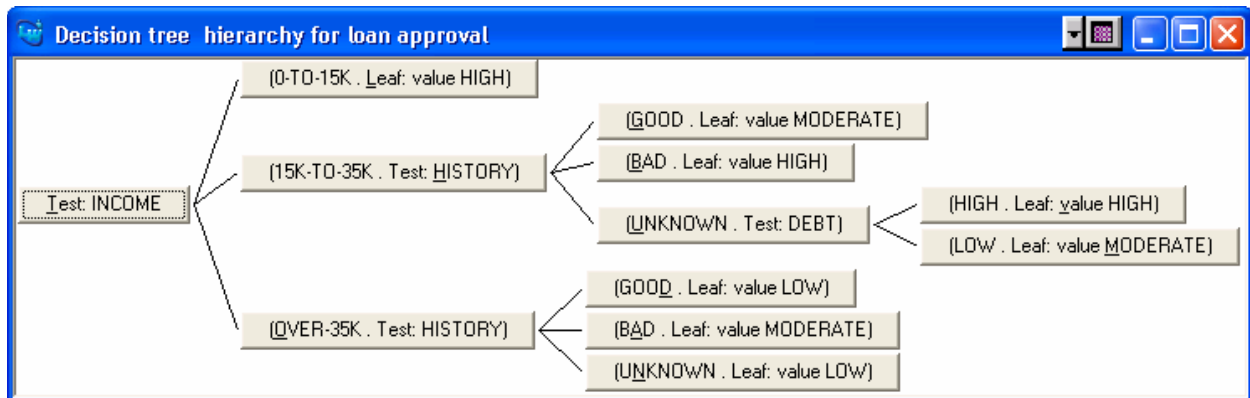 Decision tree hierarchy for loan approval
(0-TO-15K . Leaf: value HIGH)
(GOOD . Leaf: value MODERATE)
(15K-TO-35K . Test: HISTORY)
(BAD . Leaf: value HIGH)
Test: INCOME
(HIGH . Leaf: value HIGH)
(UNKNOWN . Test: DEBT)
(LOW . Leaf: value MODERATE)
(GOOD . Leaf: value LOW)
(OVER-35K . Test: HISTORY)
(BAD . Leaf: value MODERATE)
(UNKNOWN . Leaf: value LOW)